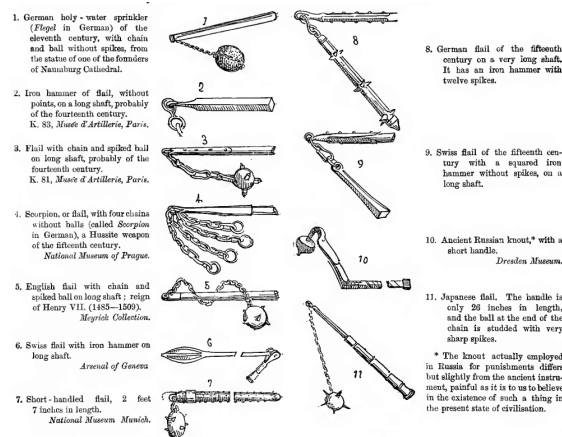 1. German holy-water sprinkler
(Flegel in German) of the
eleventh century, with chain
and ball without spikes, from
the statue of one of the founders
of Naumburg Cathedral.
2. Iron hammer of flail, without
points, on a long shaft, probably
of the fourteenth century.
K. 83, Musée d'Artillerie, Paris.
3. Flail with chain and spiked ball
on long shaft, probably of the
fourteenth century.
K. 81, Musée d'Artillerie, Paris.
4. Scorpion, or flail, with four chains
without balls (called Scorpion
in German), a Hussite weapon
of the fifteenth century.
National Museum of Prague.
5. English flail with chain and
spiked ball on long shaft; reign
of Henry VII. (1485—1509).
Meyrick Collection.
6. Swiss flail with iron hammer on
long shaft.
Arsenal of Geneva
7. Short-handled flail, 2 feet
7 inches in length.
National Museum Munich.
1
2
3
4
5
6
7
8
9
10
11
8. German flail of the fifteenth
century on a very long shaft.
It has an iron hammer with
twelve spikes.
9. Swiss flail of the fifteenth cen-
tury with a squared iron
hammer without spikes, on a
long shaft.
10. Ancient Russian knout,* with a
short handle.
Dresden Museum.
11. Japanese flail. The handle is
only 26 inches in length,
and the ball at the end of the
chain is studded with very
sharp spikes.
* The knout actually employed
in Russia for punishments differs
but slightly from the ancient instru-
ment, painful as it is to us to believe
in the existence of such a thing in
the present state of civilisation.